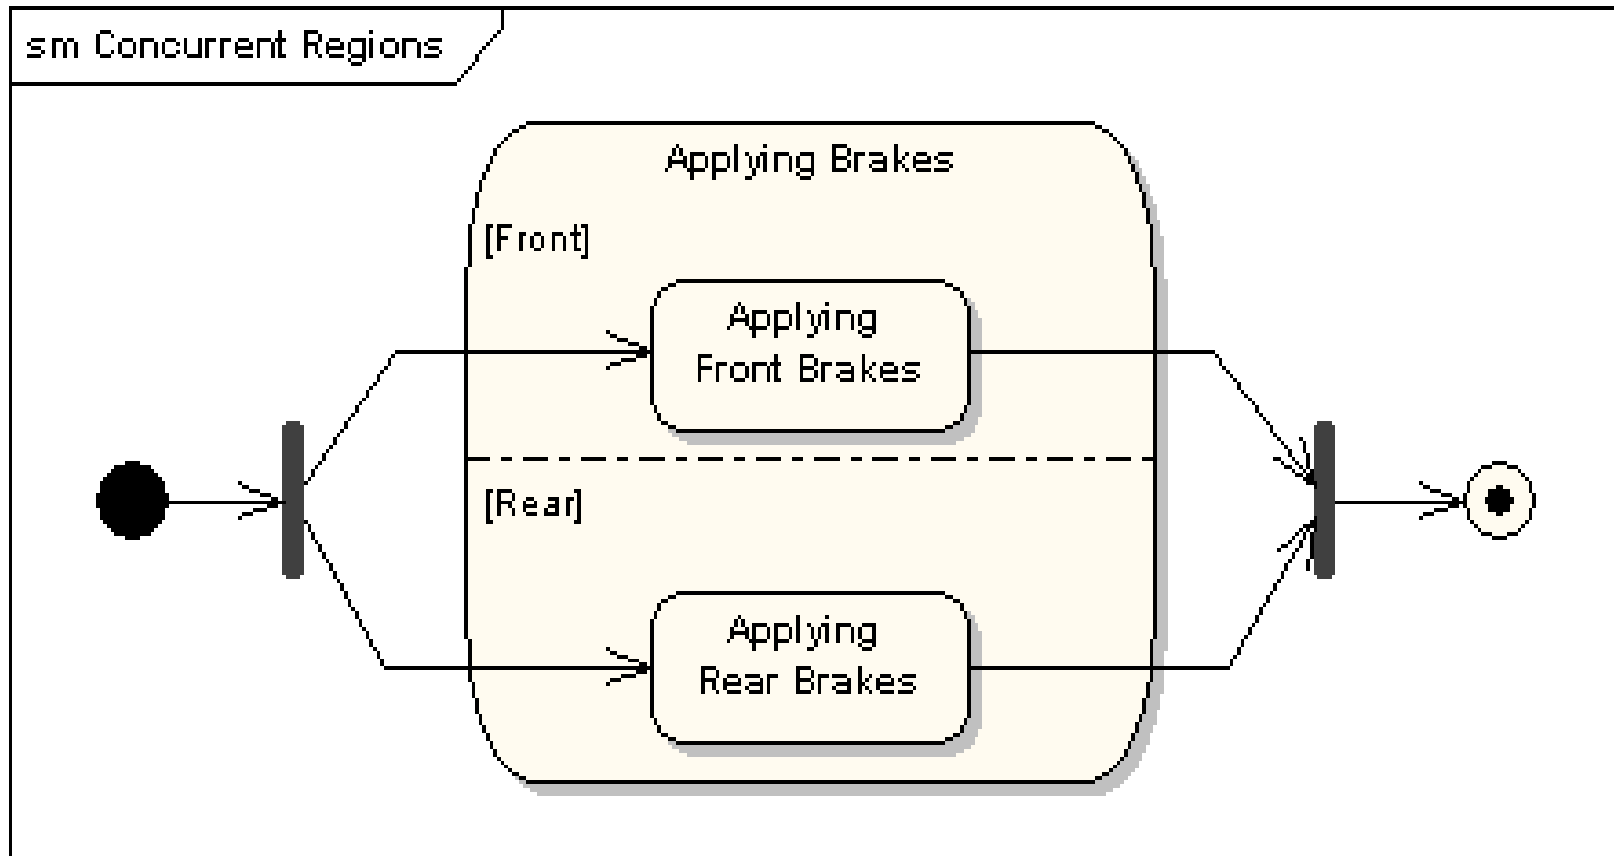 sm Concurrent Regions
Applying Brakes
[Front]
Applying
Front Brakes
[Rear]
Applying
Rear Brakes